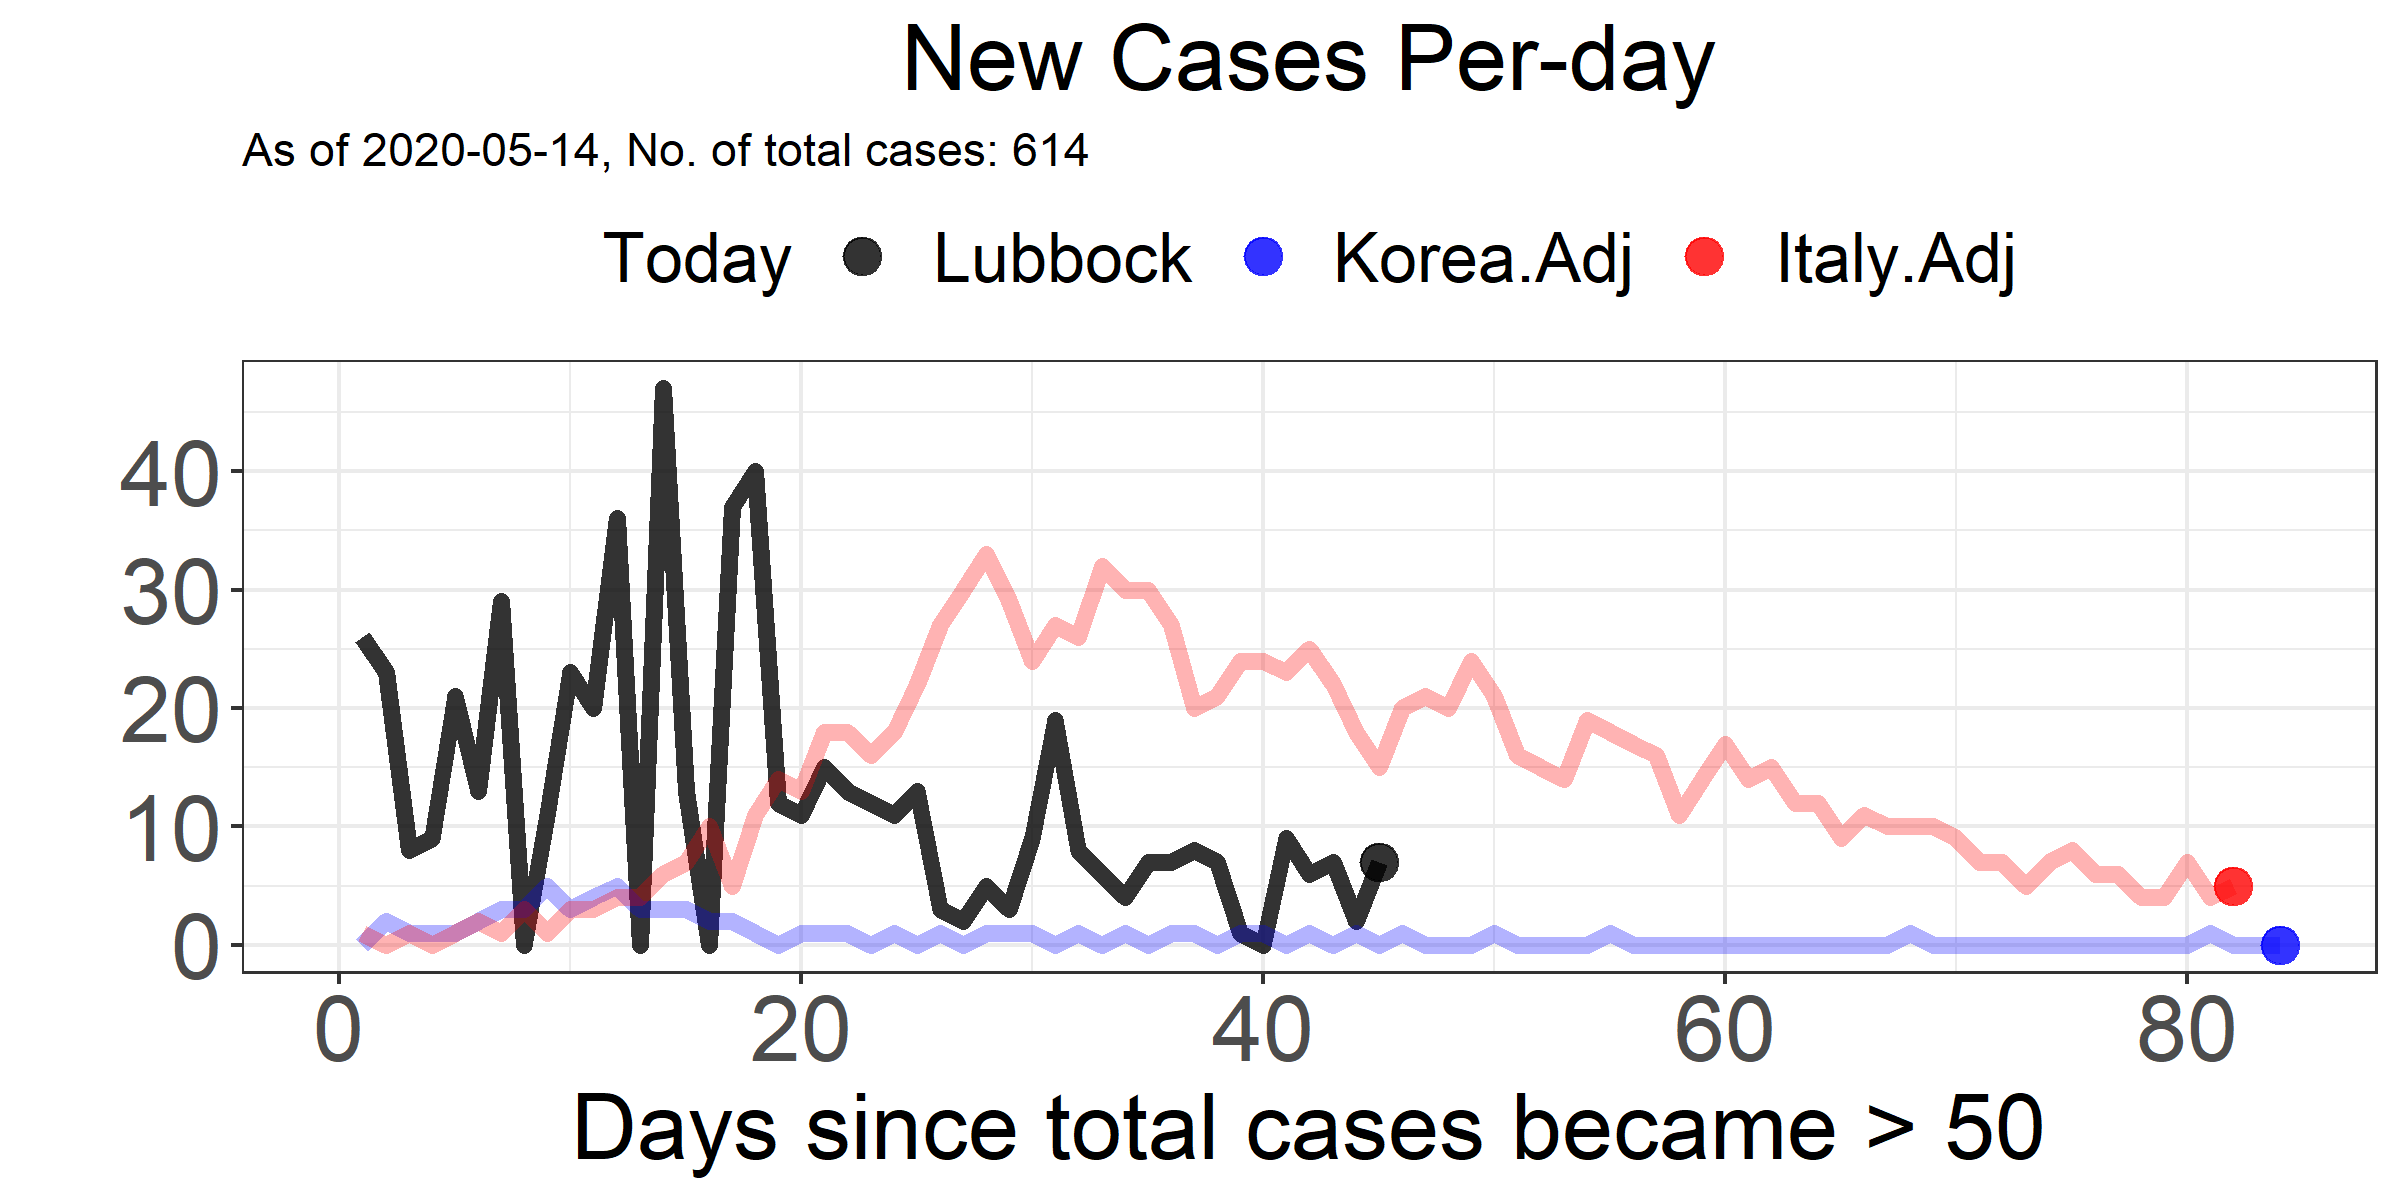 New Cases Per-day
As of 2020-05-14, No. of total cases: 614
Today Lubbock Korea.Adj Italy.Adj
40
30
20
10
0
0 20 40 60 80
Days since total cases became > 50